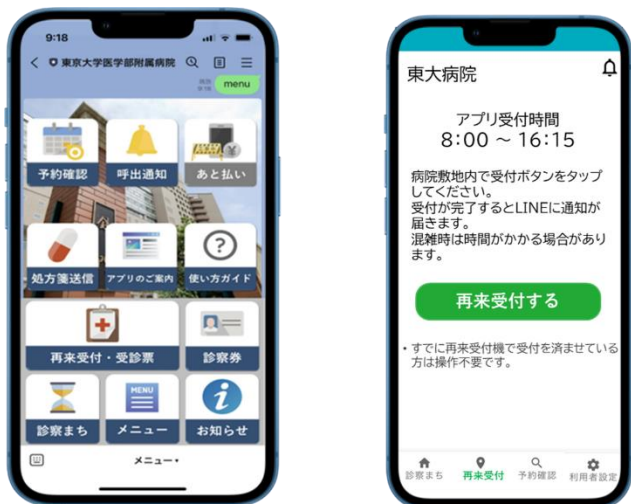 9:18
東京大学医学部附属病院
既読
9:18
menu
予約確認
呼出通知
あと払い
処方箋送信
アプリのご案内
使い方ガイド
再来受付・受診票
診察券
診察まち
MENU
メニュー
お知らせ
メニュー
東大病院
アプリ受付時間
8:00 ～ 16:15
病院敷地内で受付ボタンをタップ
してください。
受付が完了するとLINEに通知が
届きます。
混雑時は時間がかかる場合があり
ます。
再来受付する
・すでに再来受付機で受付を済ませている
方は操作不要です。
診察まち
再来受付
予約確認
利用者設定